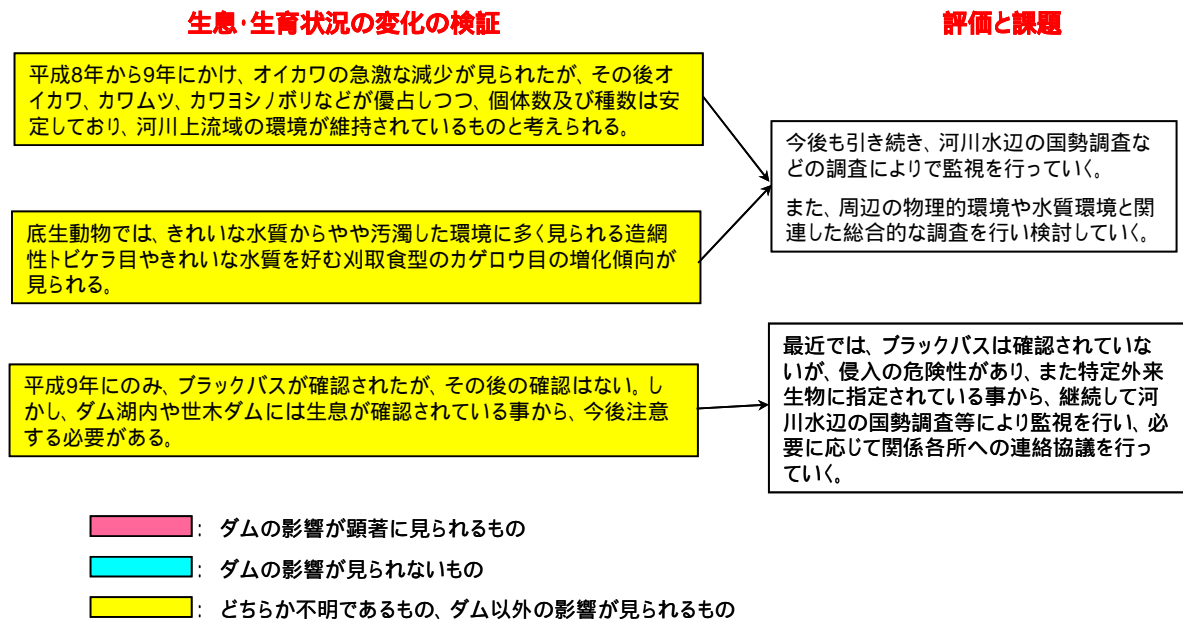 生息・生育状況の変化の検証
評価と課題
平成8年から9年にかけ、オイカワの急激な減少が見られたが、その後オ
イカワ、カワムツ、カワヨシノボリなどが優占しつつ、個体数及び種数は安
定しており、河川上流域の環境が維持されているものと考えられる。
底生動物では、きれいな水質からやや汚濁した環境に多く見られる造網
性トビケラ目やきれいな水質を好む刈取食型のカゲロウ目の増化傾向が
見られる。
平成9年にのみ、ブラックバスが確認されたが、その後の確認はない。し
かし、ダム湖内や世木ダムには生息が確認されている事から、今後注意
する必要がある。
今後も引き続き、河川水辺の国勢調査な
どの調査によりで監視を行っていく。
また、周辺の物理的環境や水質環境と関
連した総合的な調査を行い検討していく。
最近では、ブラックバスは確認されていな
いが、侵入の危険性があり、また特定外来
生物に指定されている事から、継続して河
川水辺の国勢調査等により監視を行い、必
要に応じて関係各所への連絡協議を行っ
ていく。
： ダムの影響が顕著に見られるもの
： ダムの影響が見られないもの
： どちらか不明であるもの、ダム以外の影響が見られるもの